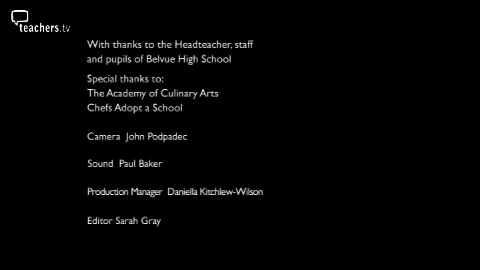 teachers.tv
With thanks to the Headteacher, staff
and pupils of Belvue High School
Special thanks to:
The Academy of Culinary Arts
Chefs Adopt a School
Camera John Podpadec
Sound Paul Baker
Production Manager Daniella Kitchlew-Wilson
Editor Sarah Gray